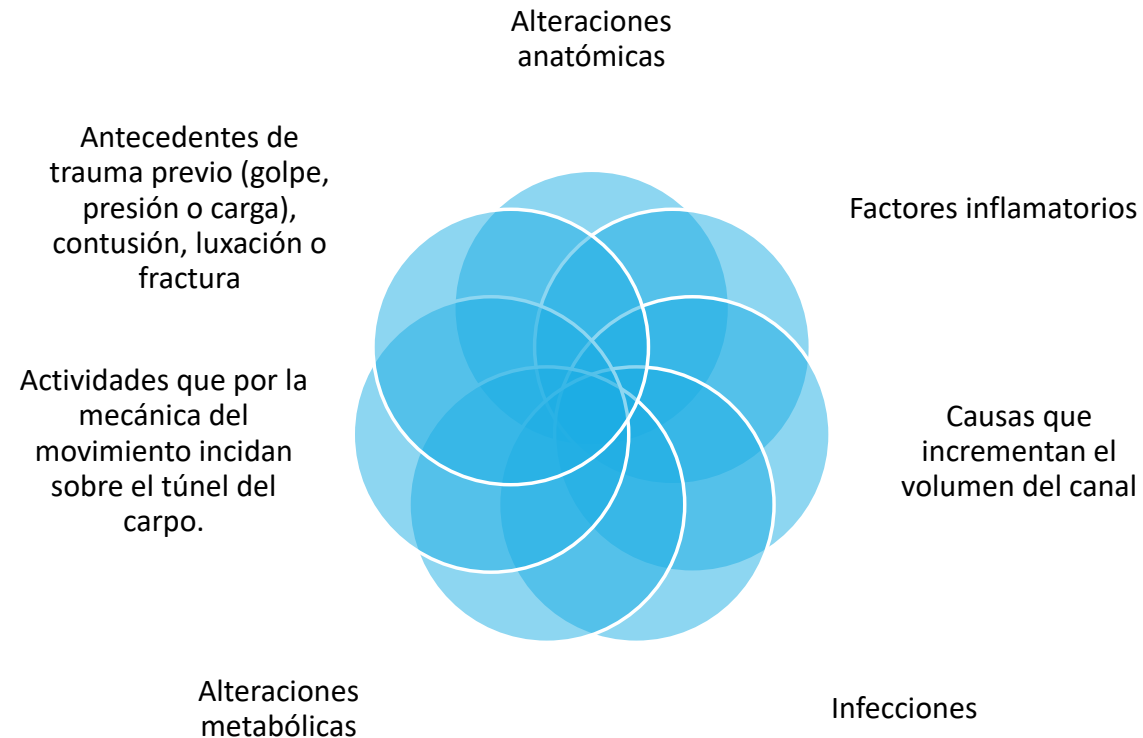 Alteraciones
anatómicas
Factores inflamatorios
Causas que
incrementan el
volumen del canal
Infecciones
Alteraciones
metabólicas
Actividades que por la
mecánica del
movimiento incidan
sobre el túnel del
carpo.
Antecedentes de
trauma previo (golpe,
presión o carga),
contusión, luxación o
fractura